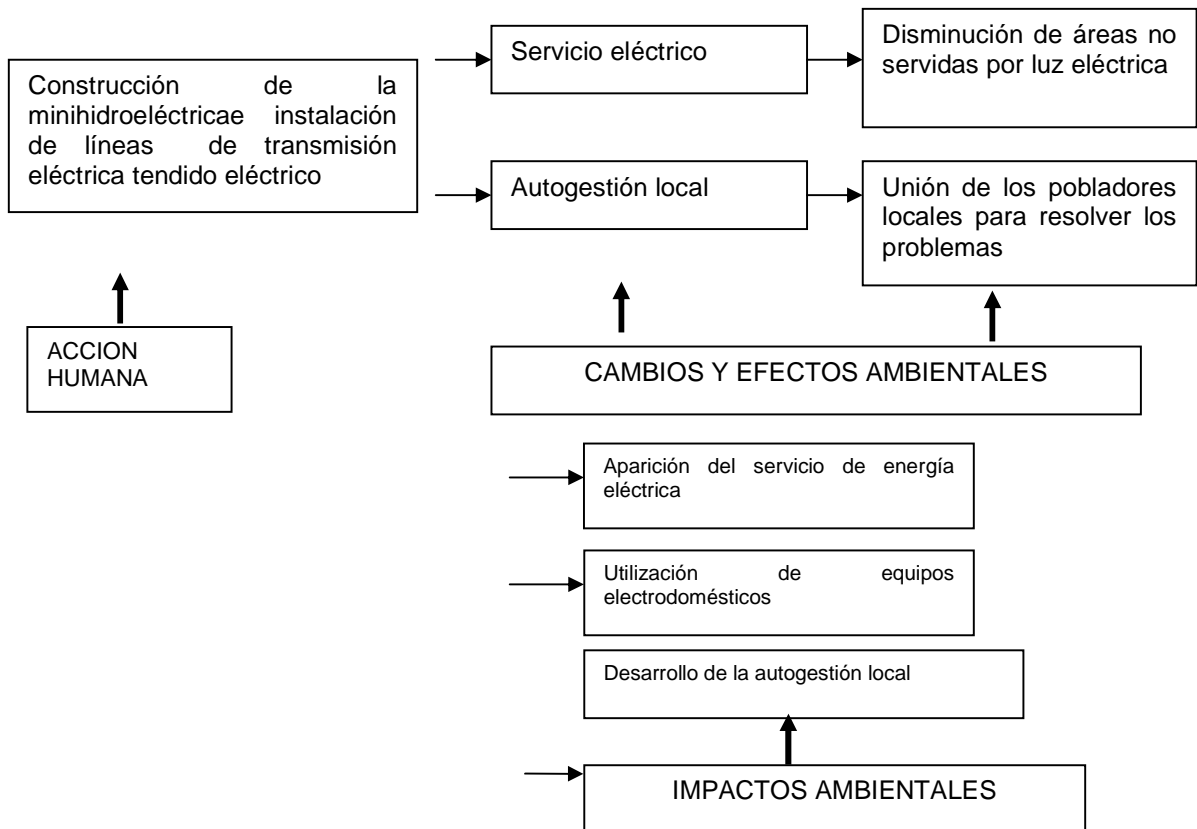 Construcción de la
minihidroeléctricae instalación
de líneas de transmisión
eléctrica tendido eléctrico
Servicio eléctrico
Disminución de áreas no
servidas por luz eléctrica
Autogestión local
Unión de los pobladores
locales para resolver los
problemas
ACCION
HUMANA
CAMBIOS Y EFECTOS AMBIENTALES
Aparición del servicio de energía
eléctrica
Utilización de equipos
electrodomésticos
Desarrollo de la autogestión local
IMPACTOS AMBIENTALES